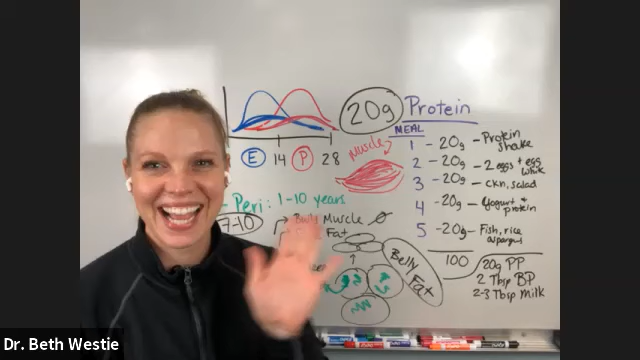 20g Protein
MEAL
Muscle
1 - 20g - Protein shake
2 - 20g - 2 eggs + egg white
3 - 20g - CKN, salad
4 - 20g - Yogurt + protein
5 - 20g - Fish, rice asparagus
100
20g PP
2 Tbsp BP
2-3 Tbsp Milk
E 14 P 28
- Peri: 1-10 years
7-10
Muscle
Fat
Belly Fat
Dr. Beth Westie